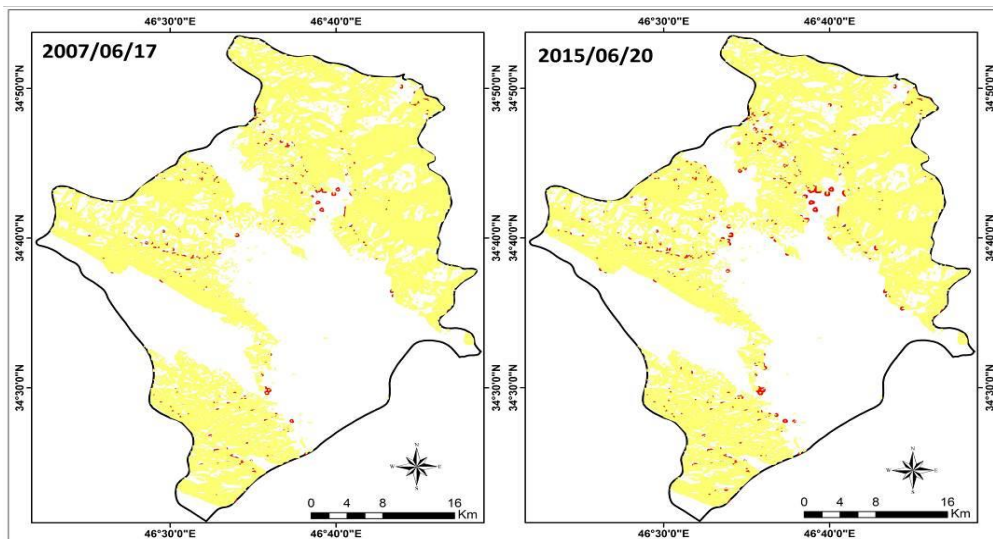 46°30'0"E 46°40'0"E 46°30'0"E 46°40'0"E
2007/06/17
2015/06/20
34°50'0"N 34°50'0"N 34°50'0"N
34°40'0"N 34°40'0"N 34°40'0"N
34°30'0"N 34°30'0"N 34°30'0"N
N
W E
S
N
W E
S
0 4 8 16
Km
0 4 8 16
Km
46°30'0"E 46°40'0"E 46°30'0"E 46°40'0"E